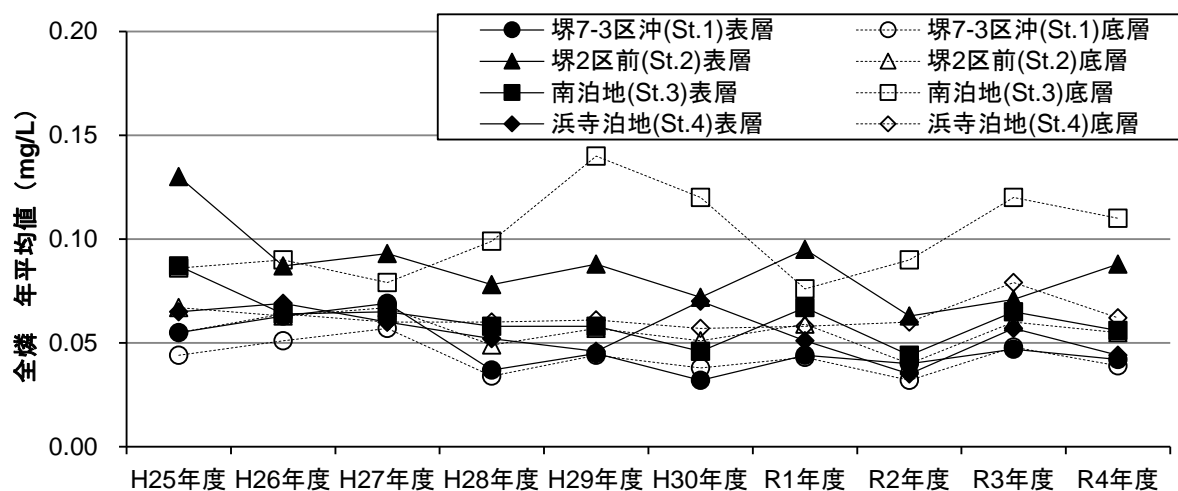 0.20
0.15
0.10
0.05
0.00
全燐 年平均値（mg/L）
堺7-3区沖(St.1)表層
堺7-3区沖(St.1)底層
堺2区前(St.2)表層
堺2区前(St.2)底層
南泊地(St.3)表層
南泊地(St.3)底層
浜寺泊地(St.4)表層
浜寺泊地(St.4)底層
H25年度 H26年度 H27年度 H28年度 H29年度 H30年度 R1年度 R2年度 R3年度 R4年度